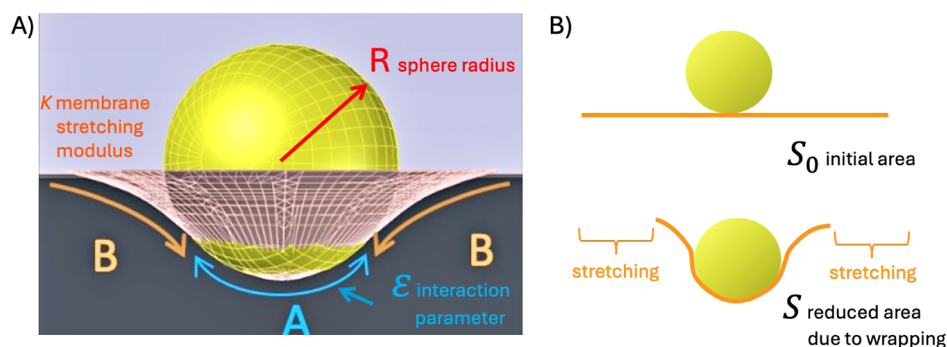 A)
R sphere radius
K membrane
stretching
modulus
B
B
ε interaction
parameter
A
B)
S₀ initial area
stretching
stretching
S reduced area
due to wrapping